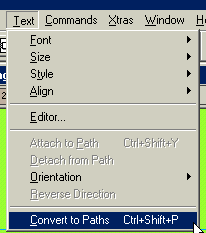 Text Commands Xtras Window
Font
Size
Style
Align
Editor...
Attach to Path Ctrl+Shift+Y
Detach from Path
Orientation
Reverse Direction
Convert to Paths Ctrl+Shift+P